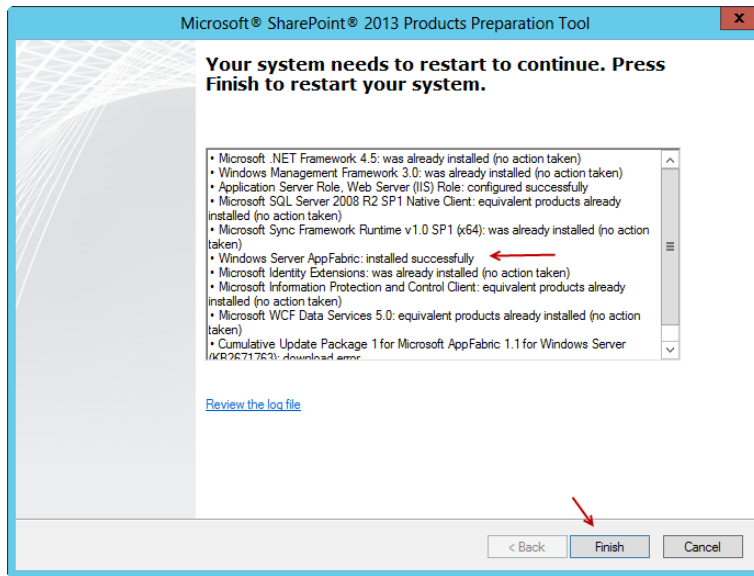 Microsoft® SharePoint® 2013 Products Preparation Tool
x
Your system needs to restart to continue. Press
Finish to restart your system.
• Microsoft .NET Framework 4.5: was already installed (no action taken)
• Windows Management Framework 3.0: was already installed (no action taken)
• Application Server Role, Web Server (IIS) Role: configured successfully
• Microsoft SQL Server 2008 R2 SP1 Native Client: equivalent products already
installed (no action taken)
• Microsoft Sync Framework Runtime v1.0 SP1 (x64): was already installed (no action
taken)
• Windows Server AppFabric: installed successfully
• Microsoft Identity Extensions: was already installed (no action taken)
• Microsoft Information Protection and Control Client: equivalent products already
installed (no action taken)
• Microsoft WCF Data Services 5.0: equivalent products already installed (no action
taken)
• Cumulative Update Package 1 for Microsoft AppFabric 1.1 for Windows Server
(KB2671763): download error
Review the log file
< Back
Finish
Cancel